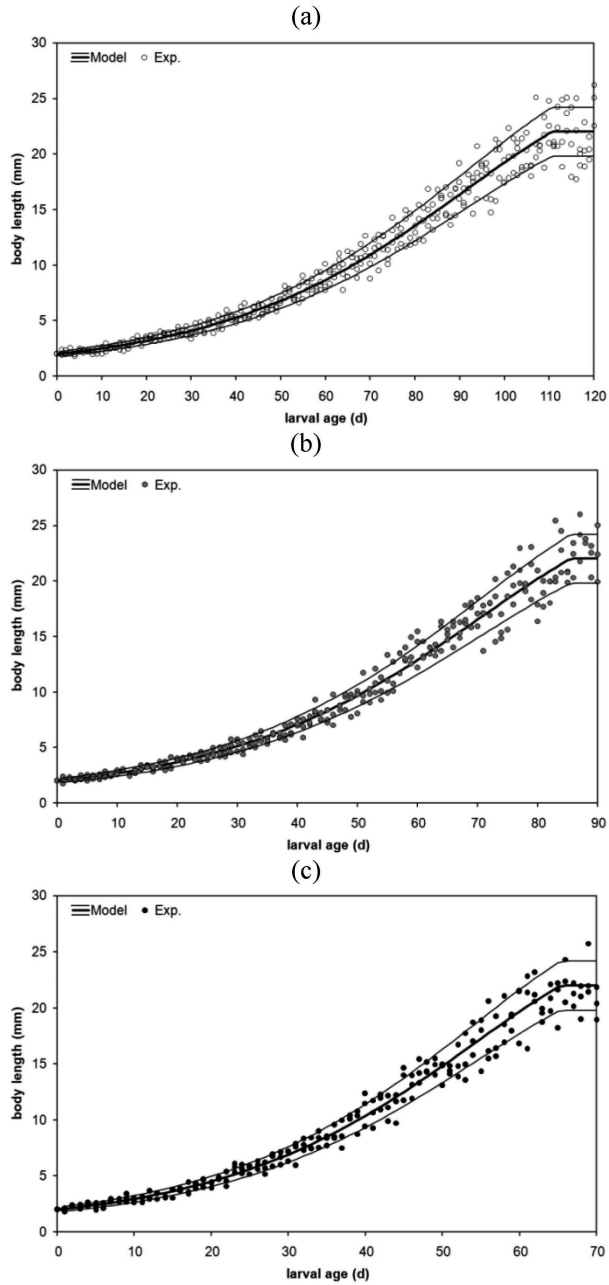 (a)
30
25
20
15
10
5
0
body length (mm)
Model Exp.
0 10 20 30 40 50 60 70 80 90 100 110 120
larval age (d)
(b)
30
25
20
15
10
5
0
body length (mm)
Model Exp.
0 10 20 30 40 50 60 70 80 90
larval age (d)
(c)
30
25
20
15
10
5
0
body length (mm)
Model Exp.
0 10 20 30 40 50 60 70
larval age (d)